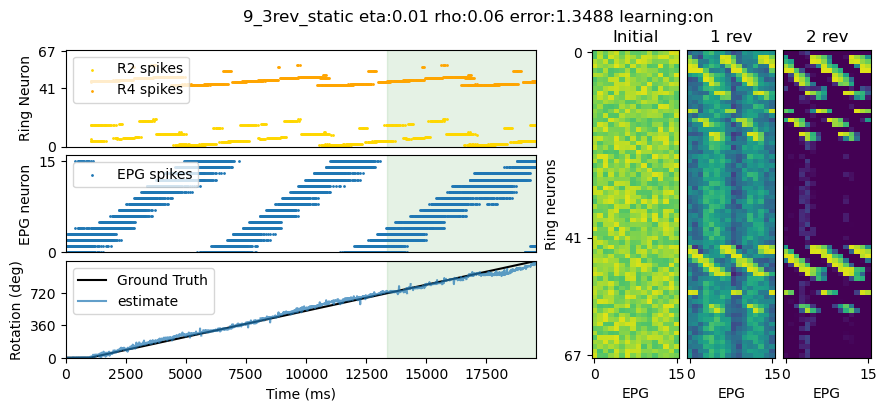 9_3rev_static eta:0.01 rho:0.06 error:1.3488 learning:on
Ring Neuron
67
41
0
R2 spikes
R4 spikes
EPG neuron
15
0
EPG spikes
Rotation (deg)
720
360
0
Ground Truth
estimate
0 2500 5000 7500 10000 12500 15000 17500
Time (ms)
Initial 1 rev 2 rev
Ring neurons
0
41
67
0 15 0 15 0 15
EPG EPG EPG